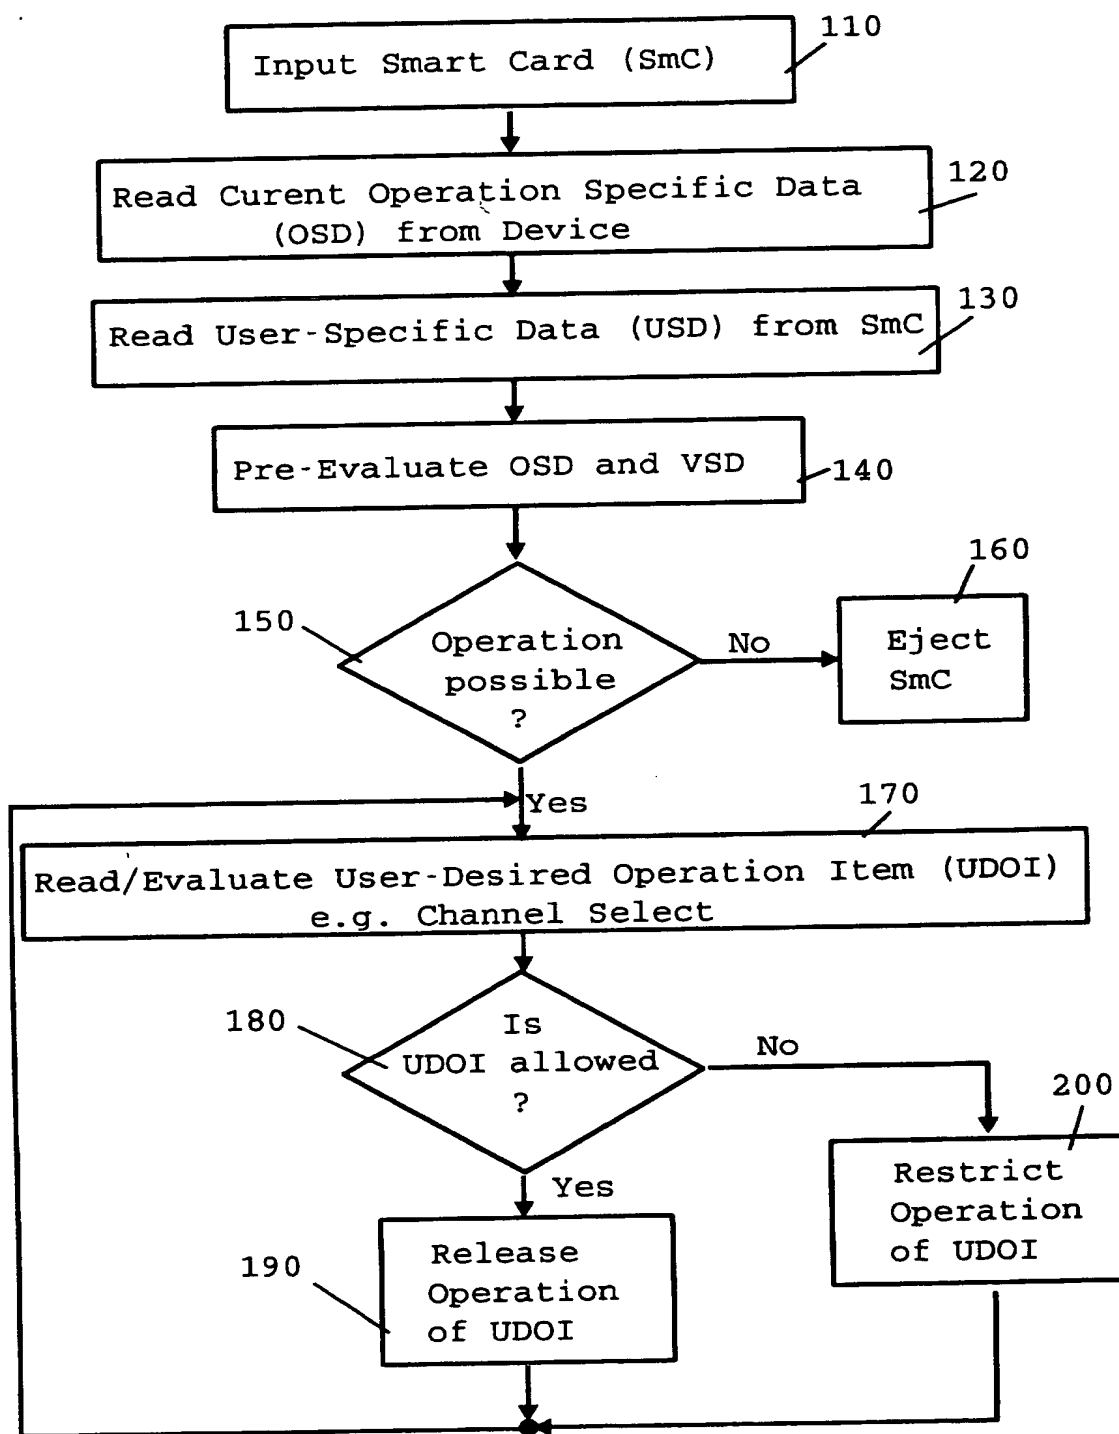 110
Input Smart Card (SmC)
120
Read Curent Operation Specific Data
(OSD) from Device
130
Read User-Specific Data (USD) from SmC
Pre-Evaluate OSD and VSD
140
160
150
Operation
possible
?
No
Eject
SmC
Yes
170
Read/Evaluate User-Desired Operation Item (UDOI)
e.g. Channel Select
180
Is
UDOI allowed
?
No
200
Yes
Restrict
Operation
of UDOI
190
Release
Operation
of UDOI